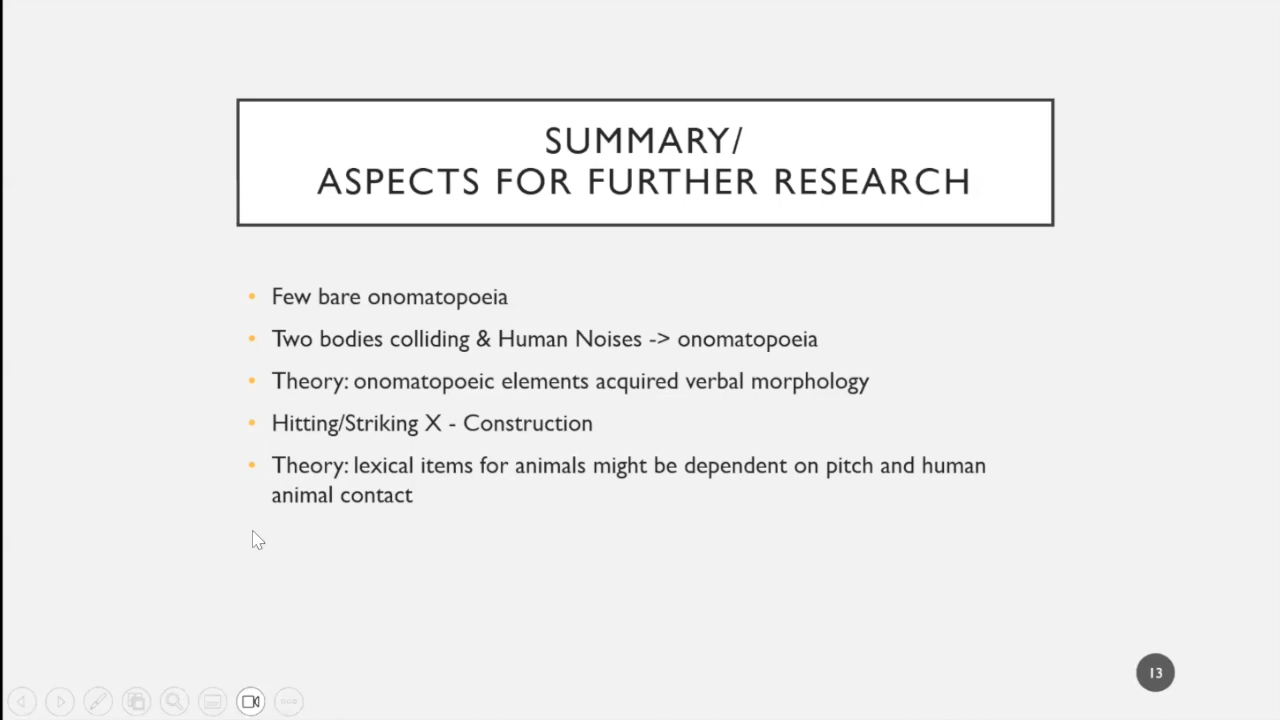 SUMMARY/
ASPECTS FOR FURTHER RESEARCH
• Few bare onomatopoeia
• Two bodies colliding & Human Noises -> onomatopoeia
• Theory: onomatopoeic elements acquired verbal morphology
• Hitting/Striking X - Construction
• Theory: lexical items for animals might be dependent on pitch and human
animal contact
13